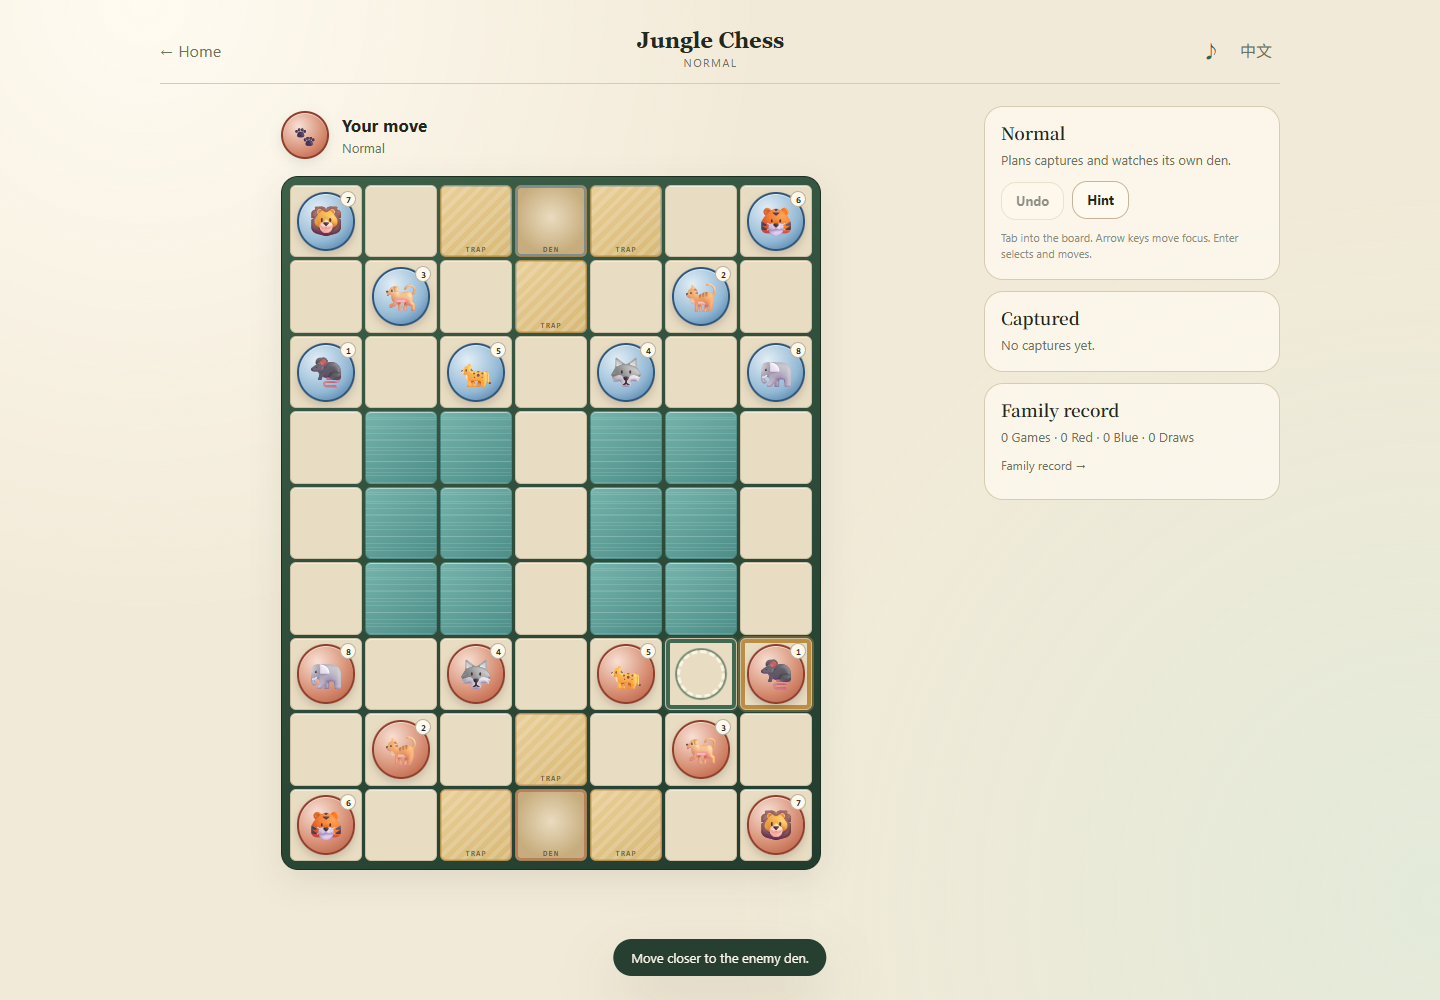 ← Home
Jungle Chess
NORMAL
♪ 中文
Your move
Normal
7
6
TRAP
DEN
TRAP
3
2
TRAP
1
5
4
8
8
4
5
1
2
3
TRAP
6
7
TRAP
DEN
TRAP
Normal
Plans captures and watches its own den.
Undo
Hint
Tab into the board. Arrow keys move focus. Enter
selects and moves.
Captured
No captures yet.
Family record
0 Games · 0 Red · 0 Blue · 0 Draws
Family record →
Move closer to the enemy den.